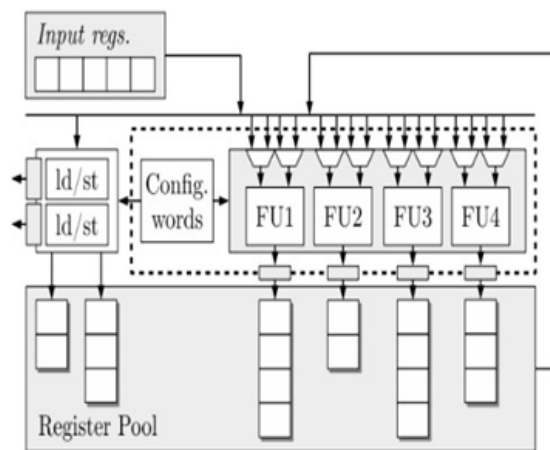 Input regs.
ld/st
ld/st
Config.
words
FU1 FU2 FU3 FU4
Register Pool